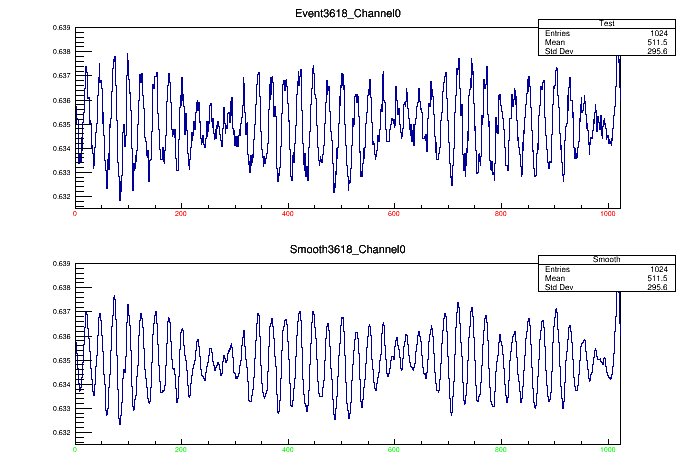 Event3618_Channel0
Test
Entries 1024
Mean 511.5
Std Dev 295.6
0.639
0.638
0.637
0.636
0.635
0.634
0.633
0.632
0 200 400 600 800 1000
Smooth3618_Channel0
Smooth
Entries 1024
Mean 511.5
Std Dev 295.6
0.639
0.638
0.637
0.636
0.635
0.634
0.633
0.632
0 200 400 600 800 1000